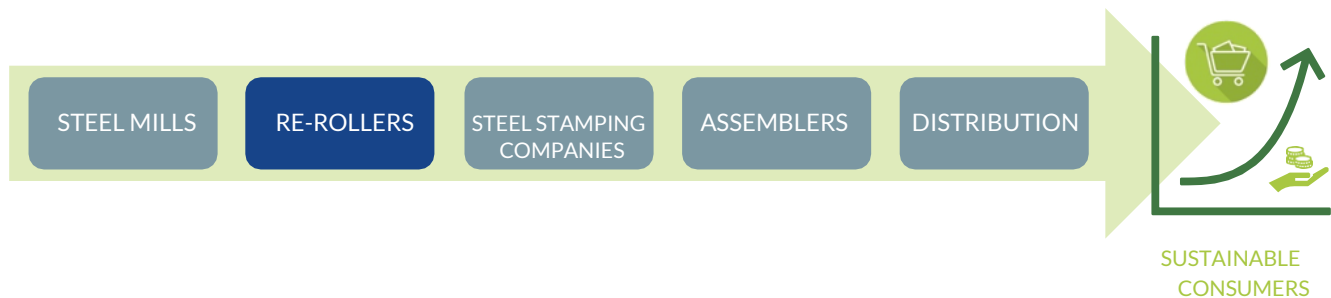 STEEL MILLS
RE-ROLLERS
STEEL STAMPING
COMPANIES
ASSEMBLERS
DISTRIBUTION
SUSTAINABLE
CONSUMERS